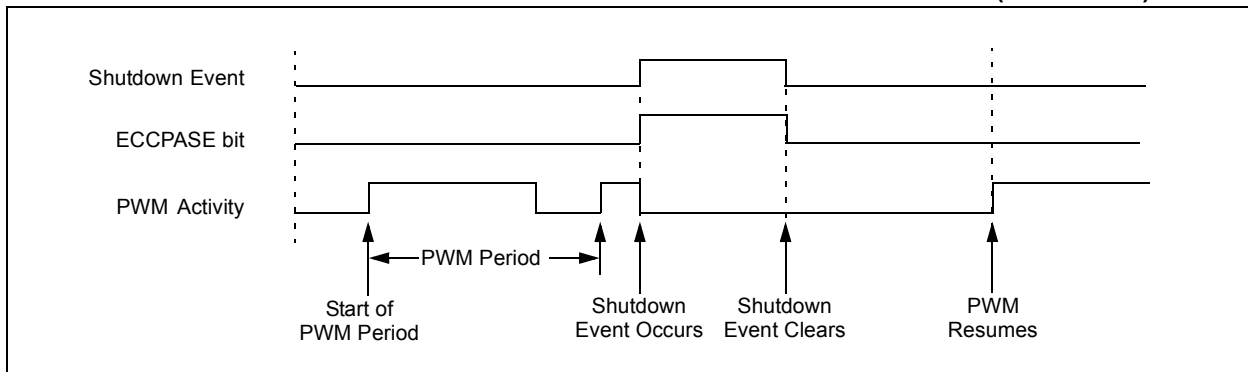 Shutdown Event
ECCPASE bit
PWM Activity
PWM Period
Start of
PWM Period
Shutdown
Event Occurs
Shutdown
Event Clears
PWM
Resumes